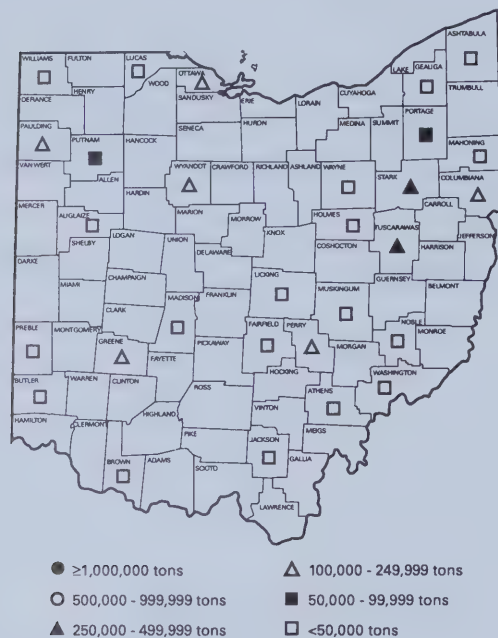 ASHTABULA
WILLIAMS
FULTON
LUCAS
OTTAWA
LAKE
GEAUGA
WOOD
SANDUSKY
ERIE
CUYAHOGA
TRUMBULL
HENRY
LORAIN
PORTAGE
PAULDING
PUTNAM
HANCOCK
SENECA
HURON
MEDINA
SUMMIT
MAHONING
VAN WERT
ALLEN
WYANDOT
CRAWFORD
RICHLAND
ASHLAND
WAYNE
STARK
COLUMBIANA
HARDIN
MERCER
AUGLAIZE
MARION
MORROW
HOLMES
TUSCARAWAS
CARROLL
JEFFERSON
SHELBY
LOGAN
UNION
DELAWARE
KNOX
COSHOCTON
HARRISON
DARKE
CHAMPAIGN
LICKING
GUERNSEY
BELMONT
MIAMI
CLARK
MADISON
FRANKLIN
MUSKINGUM
NOBLE
MONROE
PREBLE
MONTGOMERY
GREENE
FAYETTE
PICKAWAY
FAIRFIELD
PERRY
MORGAN
WASHINGTON
BUTLER
WARREN
CLINTON
ROSS
HOCKING
ATHENS
HAMILTON
CLERMONT
HIGHLAND
VINTON
MEIGS
PIKE
JACKSON
GALLIA
BROWN
ADAMS
LAWRENCE
≥1,000,000 tons
100,000 - 249,999 tons
500,000 - 999,999 tons
50,000 - 99,999 tons
250,000 - 499,999 tons
<50,000 tons